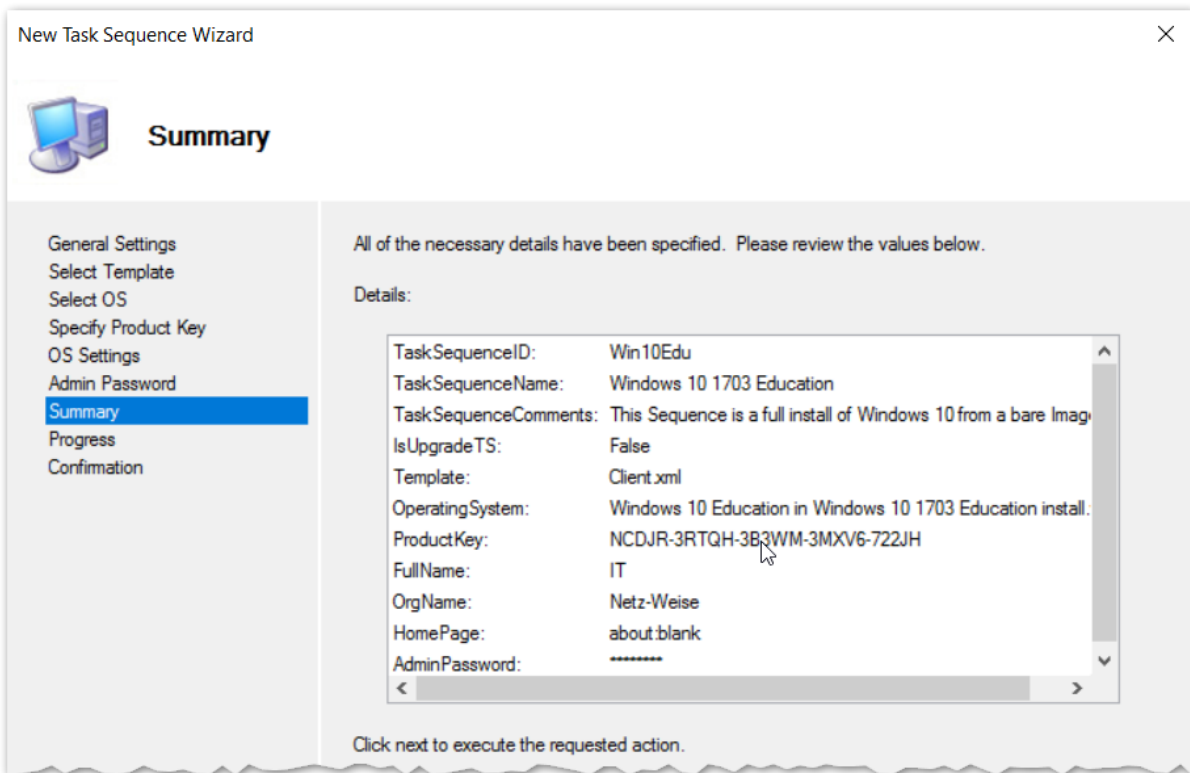 New Task Sequence Wizard
Summary
General Settings
Select Template
Select OS
Specify Product Key
OS Settings
Admin Password
Summary
Progress
Confirmation
All of the necessary details have been specified. Please review the values below.
Details:
TaskSequenceID: Win10Edu
TaskSequenceName: Windows 10 1703 Education
TaskSequenceComments: This Sequence is a full install of Windows 10 from a bare Imag
IsUpgradeTS: False
Template: Client.xml
OperatingSystem: Windows 10 Education in Windows 10 1703 Education install.
ProductKey: NCDJR-3RTQH-3B3WM-3MXV6-722JH
FullName: IT
OrgName: Netz-Weise
HomePage: about:blank
AdminPassword: ********
Click next to execute the requested action.